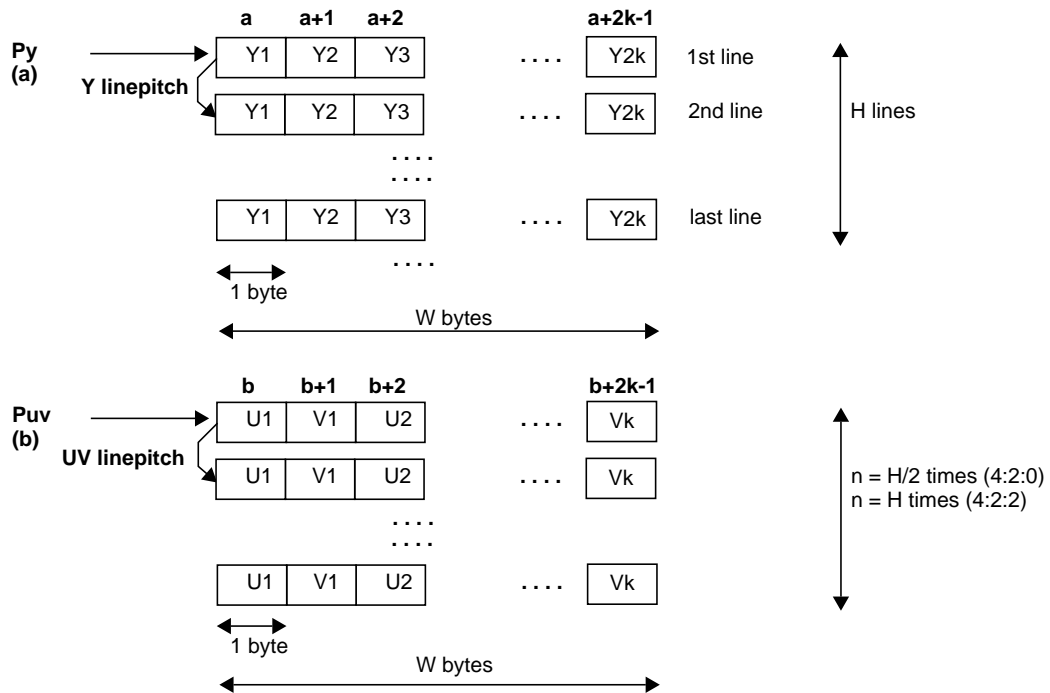 a a+1 a+2 a+2k-1
Py Y1 Y2 Y3 . . . . Y2k 1st line
(a)
Y linepitch
Y1 Y2 Y3 . . . . Y2k 2nd line H lines
. . . .
. . . .
Y1 Y2 Y3 . . . . Y2k last line
. . . .
1 byte
W bytes
b b+1 b+2 b+2k-1
Puv U1 V1 U2 . . . . Vk
(b)
UV linepitch
U1 V1 U2 . . . . Vk
n = H/2 times (4:2:0)
n = H times (4:2:2)
. . . .
. . . .
U1 V1 U2 . . . . Vk
1 byte
W bytes